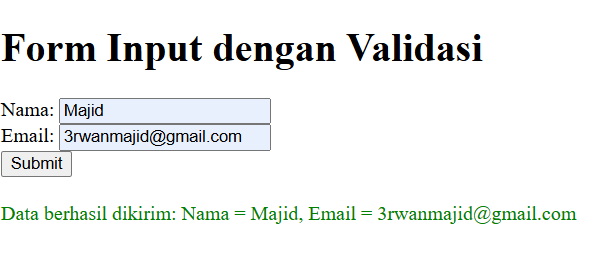 Form Input dengan Validasi
Nama: Majid
Email: 3rwanmajid@gmail.com
Submit
Data berhasil dikirim: Nama = Majid, Email = 3rwanmajid@gmail.com